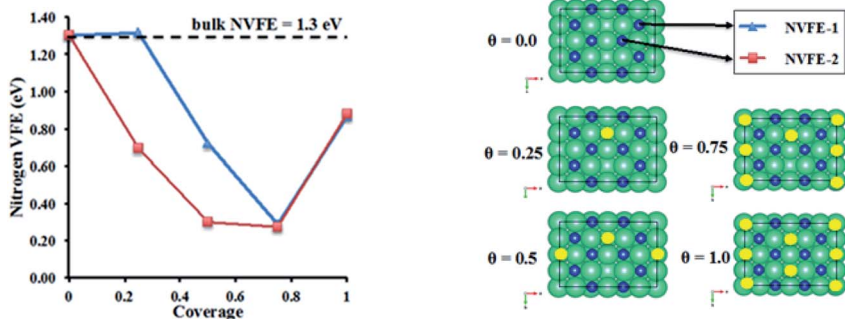 1.40
1.20
1.00
0.80
0.60
0.40
0.20
0.00
Nitrogen VFE (eV)
bulk NVFE = 1.3 eV
0
0.2
0.4
0.6
0.8
1
Coverage
θ = 0.0
NVFE-1
NVFE-2
θ = 0.25
θ = 0.75
θ = 0.5
θ = 1.0